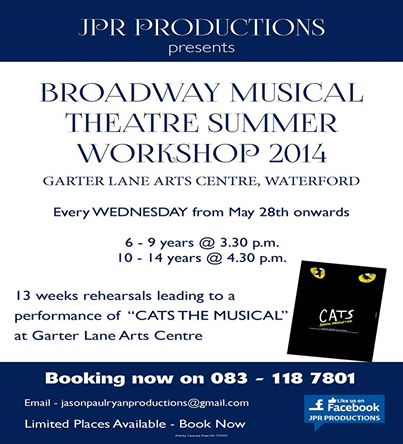 JPR PRODUCTIONS
presents
BROADWAY MUSICAL
THEATRE SUMMER
WORKSHOP 2014
GARTER LANE ARTS CENTRE, WATERFORD
Every WEDNESDAY from May 28th onwards
6 - 9 years @ 3.30 p.m.
10 - 14 years @ 4.30 p.m.
13 weeks rehearsals leading to a
performance of “CATS THE MUSICAL”
at Garter Lane Arts Centre
CATS
Booking now on 083 - 118 7801
Email - jasonpaulryanproductions@gmail.com
Limited Places Available - Book Now
Like us on
Facebook
JPR PRODUCTIONS